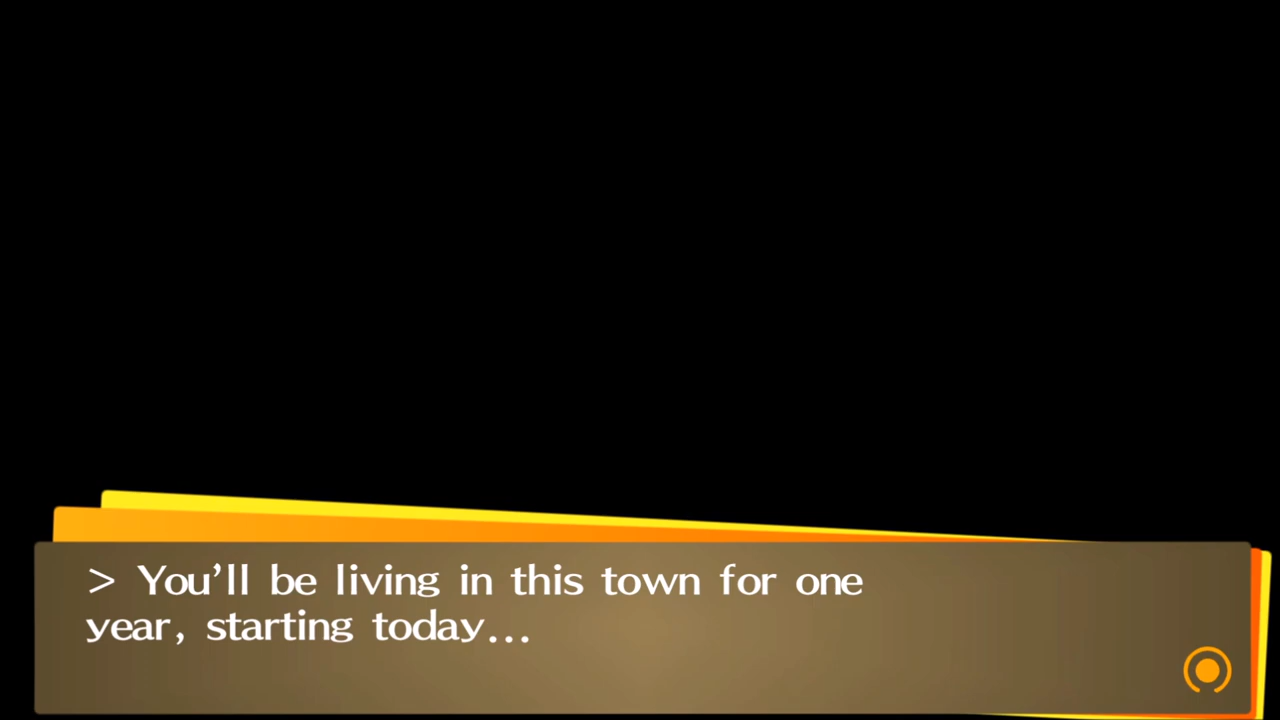 > You’ll be living in this town for one
year, starting today...